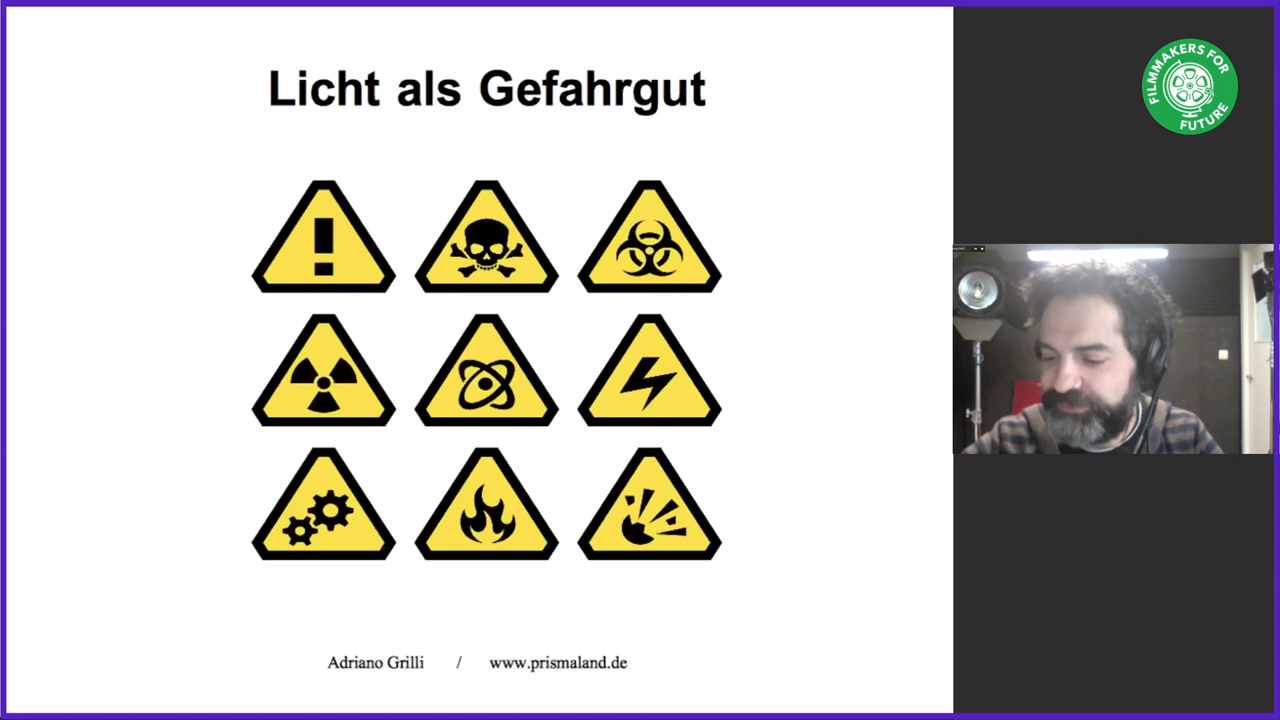 Licht als Gefahrgut
FILMMAKERS FOR
FUTURE
Adriano Grilli / www.prismaland.de